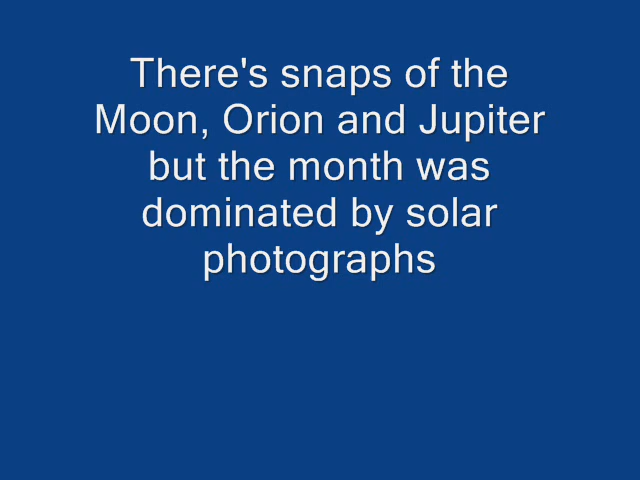 There's snaps of the
Moon, Orion and Jupiter
but the month was
dominated by solar
photographs